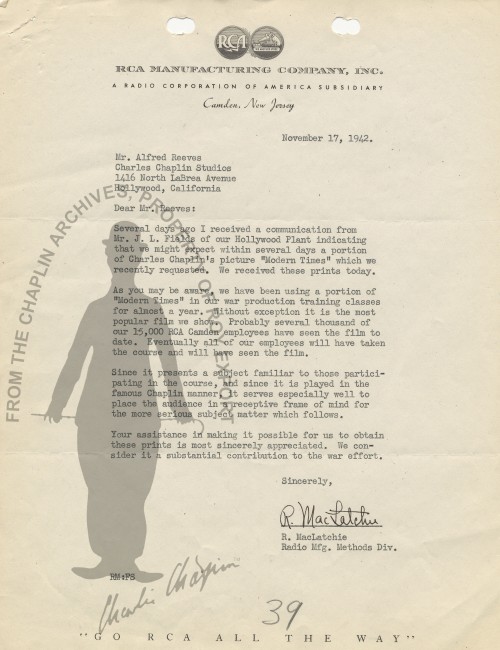 RCA
RCA MANUFACTURING COMPANY, INC.
A RADIO CORPORATION OF AMERICA SUBSIDIARY
Camden, New Jersey
November 17, 1942.
Mr. Alfred Reeves
Charles Chaplin Studios
1416 North LaBrea Avenue
Hollywood, California
Dear Mr. Reeves:
Several days ago I received a communication from
Mr. J. L. Fields of our Hollywood Plant indicating
that we might expect within several days a portion
of Charles Chaplin's picture "Modern Times" which we
recently requested. We received these prints today.
As you may be aware, we have been using a portion of
"Modern Times" in our war production training classes
for almost a year. Without exception it is the most
popular film we show. Probably several thousand of
our 15,000 RCA Camden employees have seen the film to
date. Eventually all of our employees will have taken
the course and will have seen the film.
Since it presents a subject familiar to those partici-
pating in the course, and since it is played in the
famous Chaplin manner, it serves especially well to
place the audience in a receptive frame of mind for
the more serious subject matter which follows.
Your assistance in making it possible for us to obtain
these prints is most sincerely appreciated. We con-
sider it a substantial contribution to the war effort.
Sincerely,
R. MacLatchie
R. MacLatchie
Radio Mfg. Methods Div.
RM:PS
Charlie Chaplin
39
"GO RCA ALL THE WAY"
FROM THE CHAPLIN ARCHIVES, PROPERTY OF ROY EXPORT